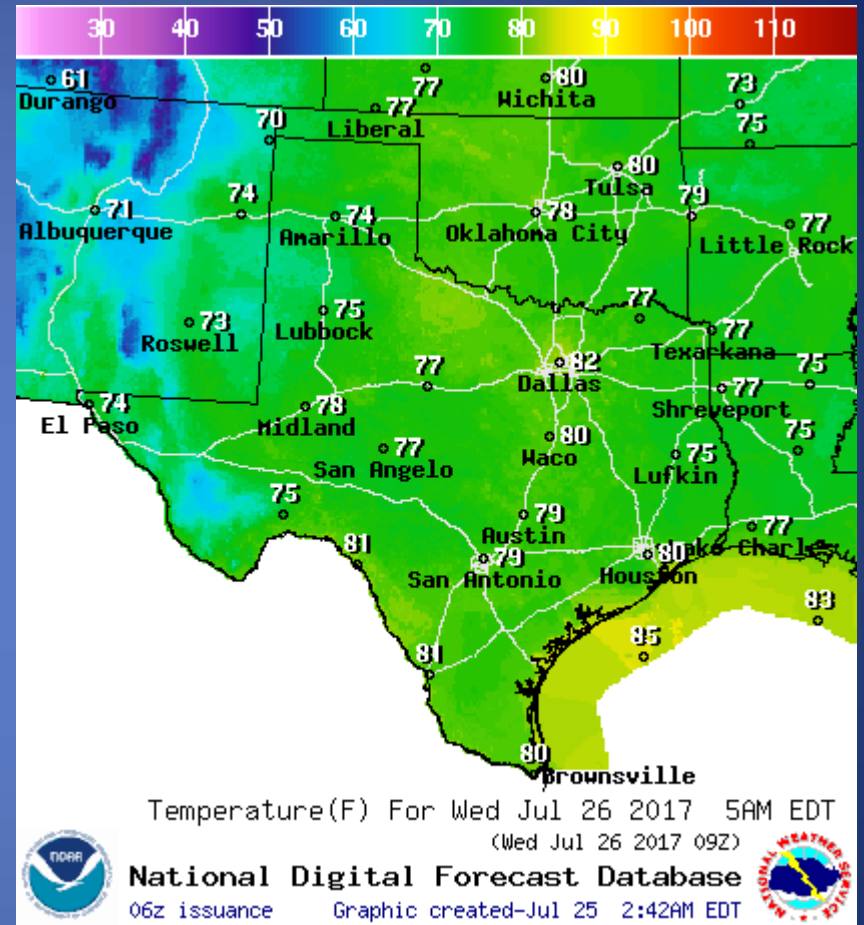 30 40 50 60 70 80 90 100 110
61
Durango
77
Liberal
77
80
Wichita
73
75
70
80
Tulsa
71
Albuquerque
74
74
Amarillo
78
Oklahoma City
79
77
Little Rock
73
Roswell
75
Lubbock
77
77
Texarkana
82
Dallas
75
77
Shreveport
74
El Paso
78
Midland
77
77
San Angelo
80
Waco
75
Lufkin
75
75
79
Austin
77
Lake Charles
81
79
San Antonio
80
Houston
83
85
81
80
Brownsville
Temperature(F) For Wed Jul 26 2017 5AM EDT
(Wed Jul 26 2017 09Z)
NOAA
National Digital Forecast Database
06z issuance Graphic created-Jul 25 2:42AM EDT
NATIONAL WEATHER SERVICE